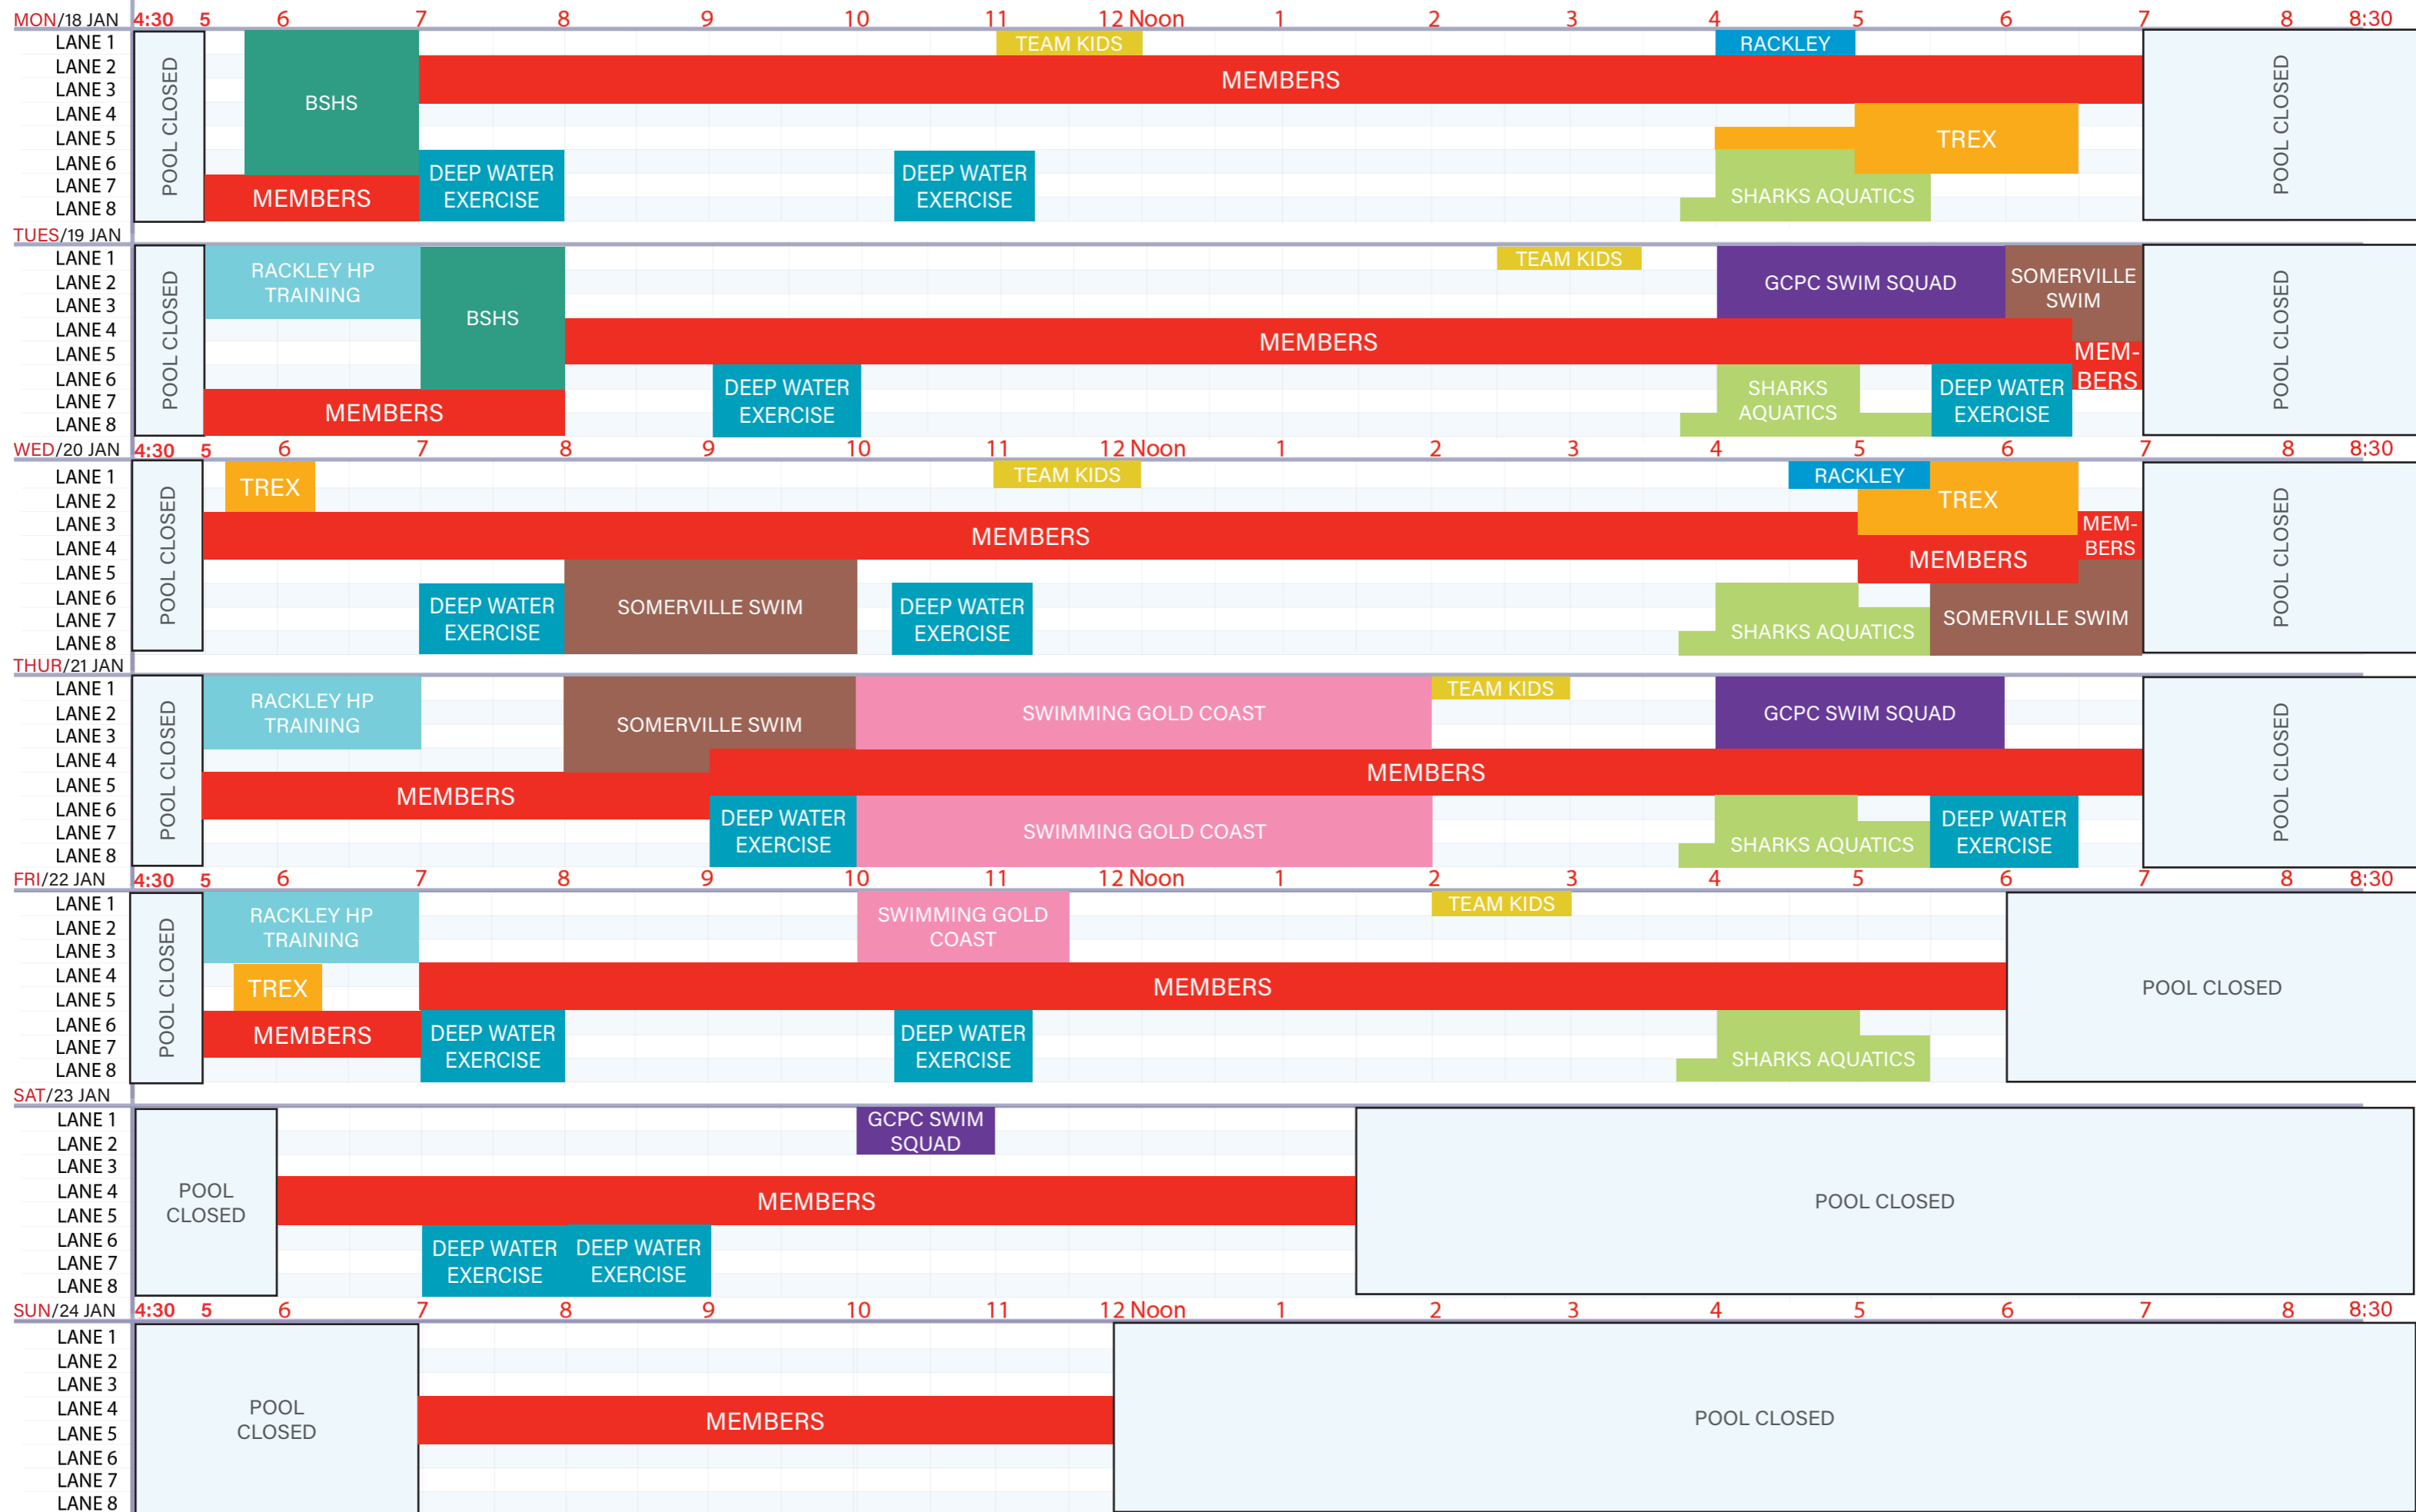 MON/18 JAN 4:30 5 6 7 8 9 10 11 12 Noon 1 2 3 4 5 6 7 8 8:30
LANE 1 TEAM KIDS RACKLEY
LANE 2
MEMBERS
LANE 3
POOL CLOSED
BSHS
POOL CLOSED
LANE 4
LANE 5 TREX
LANE 6
DEEP WATER DEEP WATER
LANE 7
MEMBERS EXERCISE EXERCISE SHARKS AQUATICS
LANE 8
TUES/19 JAN
LANE 1 TEAM KIDS
RACKLEY HP
TRAINING
LANE 2 GCPC SWIM SQUAD
SOMERVILLE
SWIM
LANE 3
POOL CLOSED
BSHS
POOL CLOSED
LANE 4
MEMBERS
LANE 5
MEM-
BERS
LANE 6
DEEP WATER SHARKS DEEP WATER
EXERCISE AQUATICS EXERCISE
LANE 7
MEMBERS
LANE 8
WED/20 JAN 4:30 5 6 7 8 9 10 11 12 Noon 1 2 3 4 5 6 7 8 8:30
LANE 1 TEAM KIDS RACKLEY
TREX
LANE 2 TREX
LANE 3
MEM-
BERS
POOL CLOSED
MEMBERS
POOL CLOSED
LANE 4
MEMBERS
LANE 5
LANE 6
DEEP WATER SOMERVILLE SWIM DEEP WATER
EXERCISE EXERCISE
LANE 7 SOMERVILLE SWIM
SHARKS AQUATICS
LANE 8
THUR/21 JAN
LANE 1 TEAM KIDS
RACKLEY HP
TRAINING
LANE 2 SWIMMING GOLD COAST GCPC SWIM SQUAD
SOMERVILLE SWIM
LANE 3
POOL CLOSED
POOL CLOSED
LANE 4
MEMBERS
LANE 5
MEMBERS
LANE 6
DEEP WATER DEEP WATER
EXERCISE EXERCISE
LANE 7 SWIMMING GOLD COAST
SHARKS AQUATICS
LANE 8
FRI/22 JAN 4:30 5 6 7 8 9 10 11 12 Noon 1 2 3 4 5 6 7 8 8:30
LANE 1 TEAM KIDS
RACKLEY HP SWIMMING GOLD
TRAINING COAST
LANE 2
LANE 3
POOL CLOSED
LANE 4
TREX MEMBERS POOL CLOSED
LANE 5
LANE 6
MEMBERS DEEP WATER DEEP WATER
EXERCISE EXERCISE
LANE 7
SHARKS AQUATICS
LANE 8
SAT/23 JAN
LANE 1 GCPC SWIM
SQUAD
LANE 2
LANE 3
LANE 4
POOL
CLOSED
MEMBERS POOL CLOSED
LANE 5
LANE 6
DEEP WATER DEEP WATER
EXERCISE EXERCISE
LANE 7
LANE 8
SUN/24 JAN 4:30 5 6 7 8 9 10 11 12 Noon 1 2 3 4 5 6 7 8 8:30
LANE 1
LANE 2
LANE 3
LANE 4
POOL
CLOSED
MEMBERS POOL CLOSED
LANE 5
LANE 6
LANE 7
LANE 8